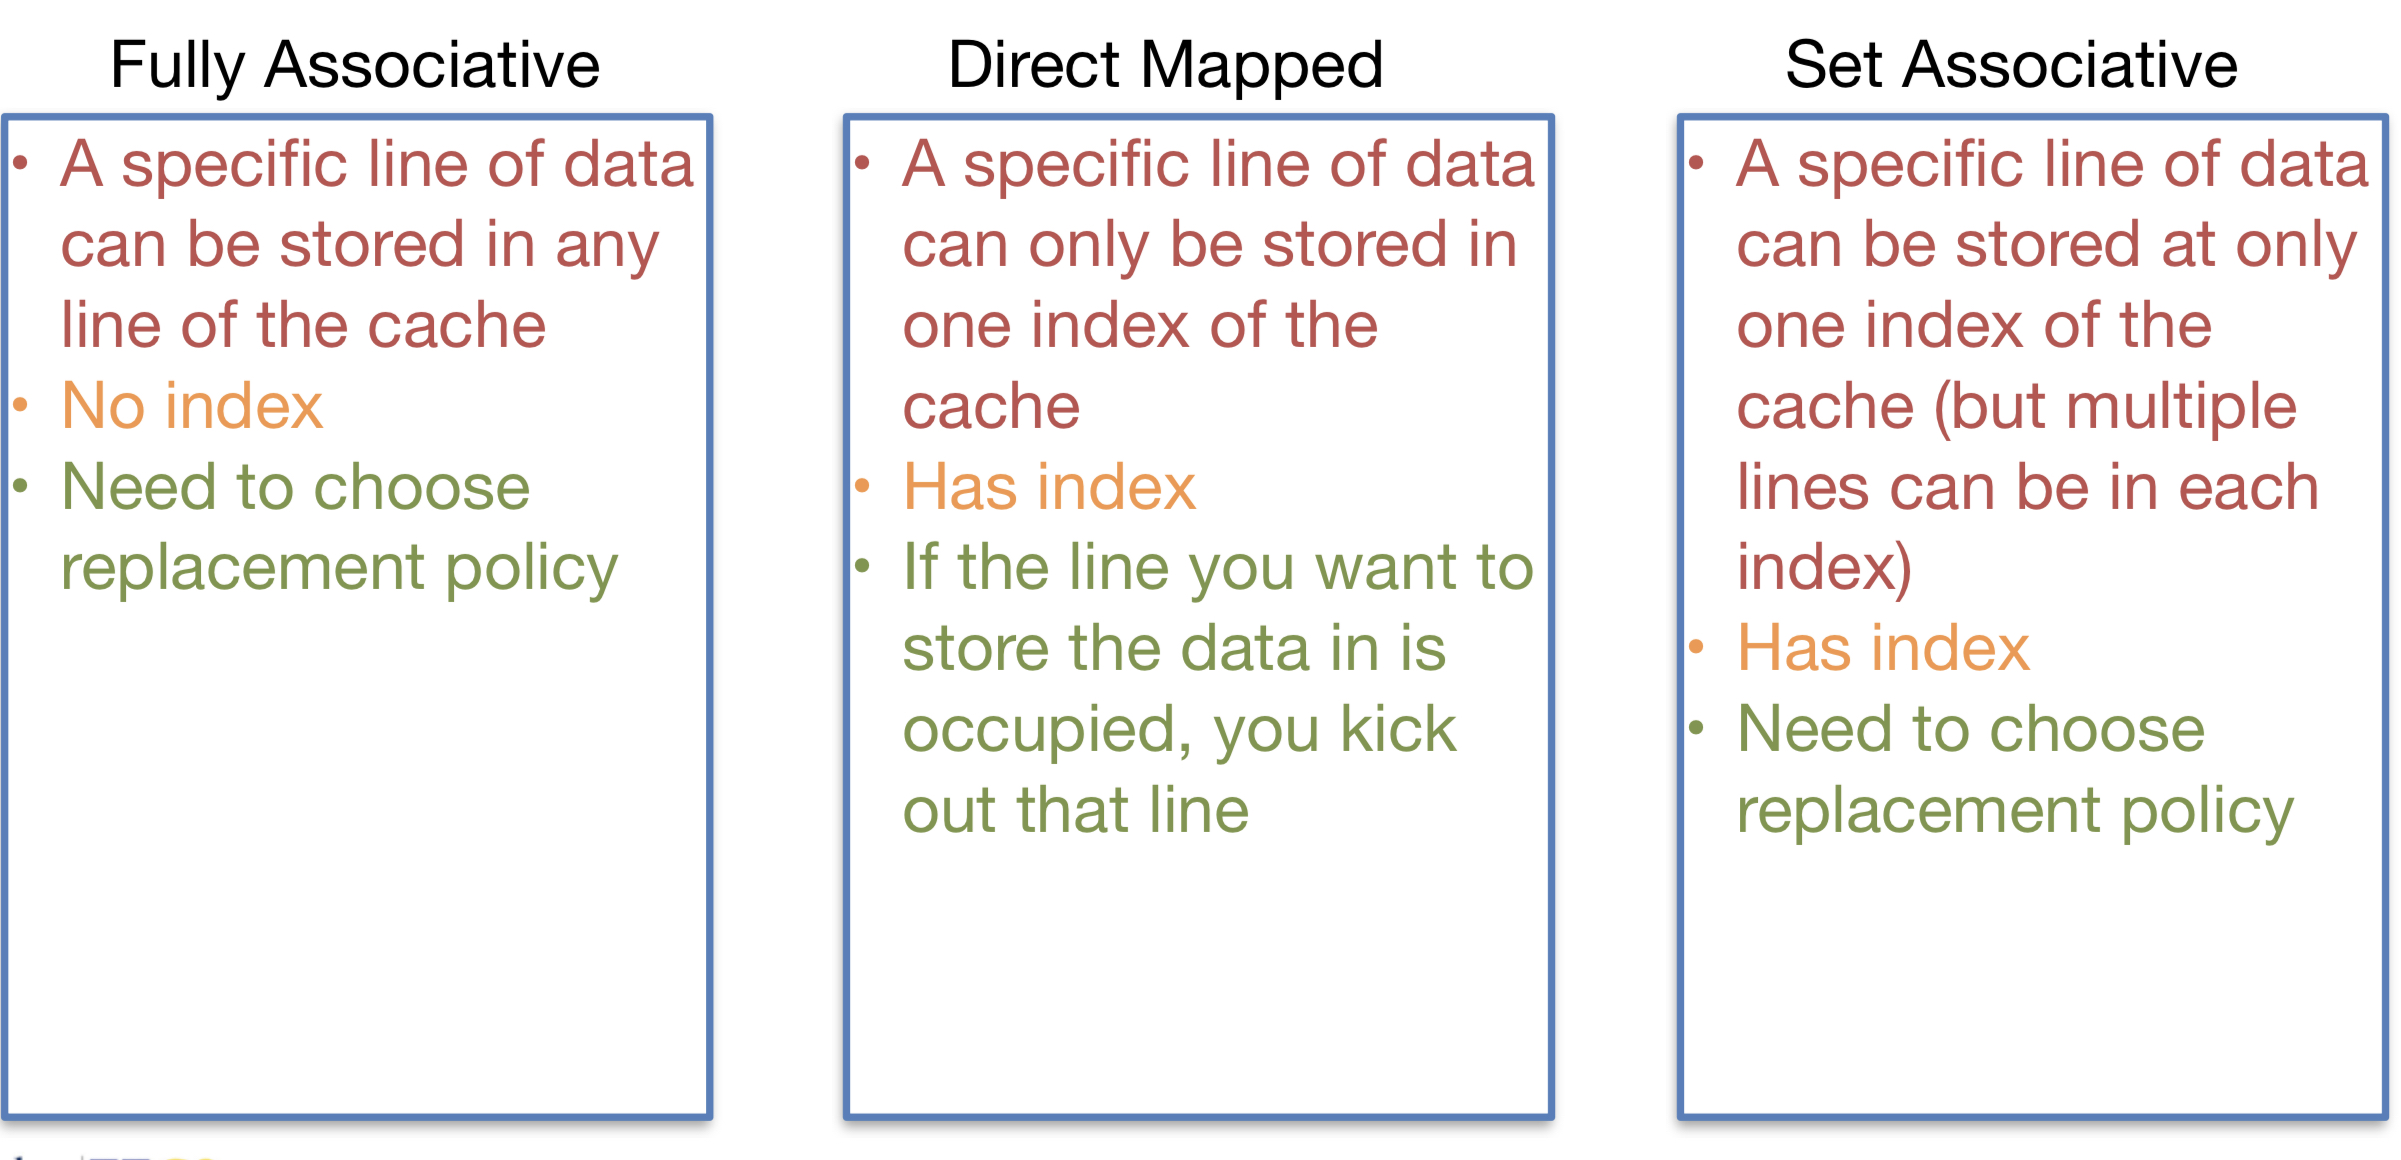 Fully Associative
• A specific line of data
can be stored in any
line of the cache
• No index
• Need to choose
replacement policy
Direct Mapped
• A specific line of data
can only be stored in
one index of the
cache
• Has index
• If the line you want to
store the data in is
occupied, you kick
out that line
Set Associative
• A specific line of data
can be stored at only
one index of the
cache (but multiple
lines can be in each
index)
• Has index
• Need to choose
replacement policy